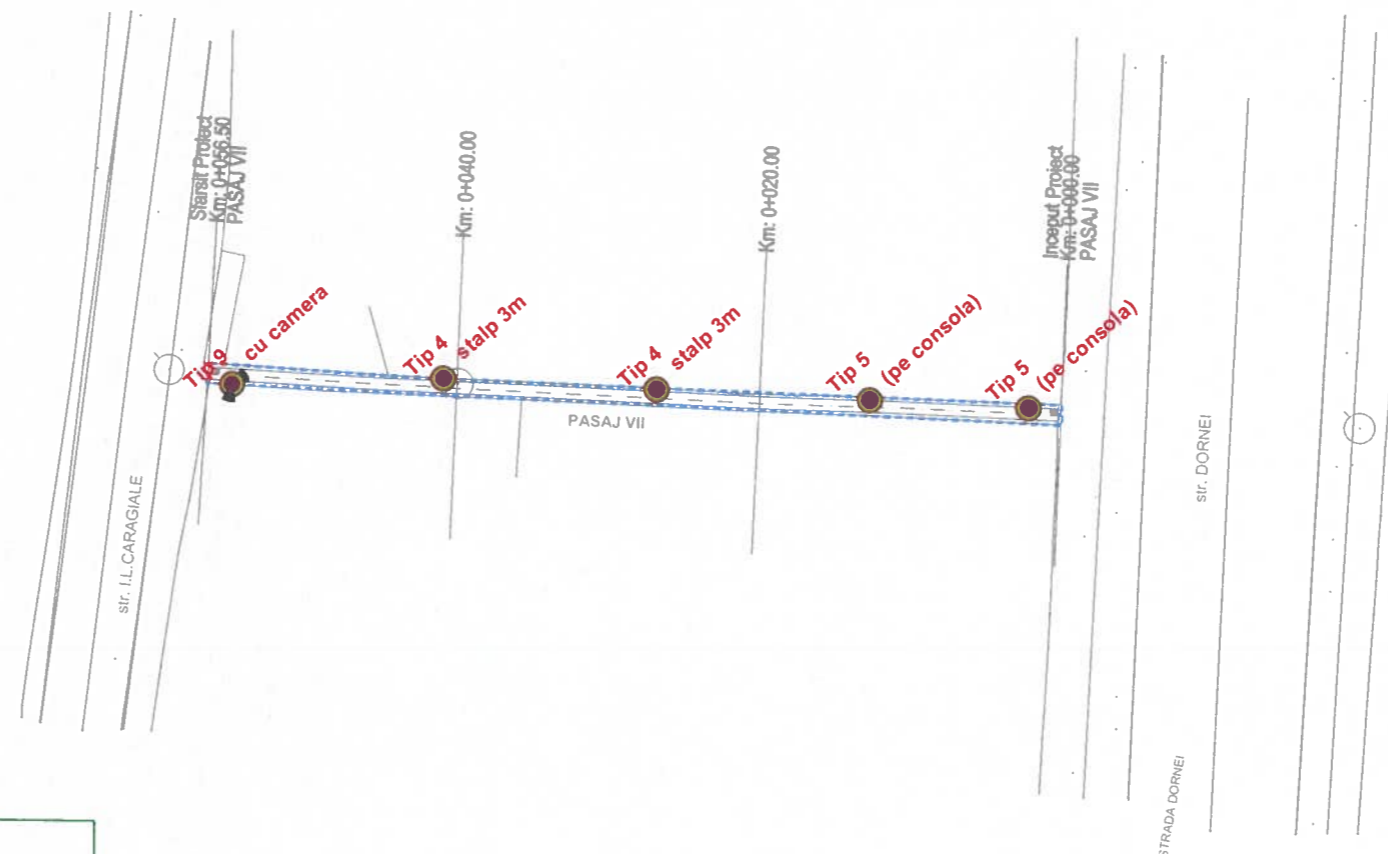 Sfarsit Proiect
Km: 0+056.50
PASAJ VII
Km: 0+040.00
Km: 0+020.00
Inceput Proiect
Km: 0+000.00
PASAJ VII
Tip 9
cu camera
Tip 4
stalp 3m
Tip 4
stalp 3m
Tip 5
(pe consola)
Tip 5
(pe consola)
PASAJ VII
str. I.L.CARAGIALE
str. DORNEI
STRADA DORNEI